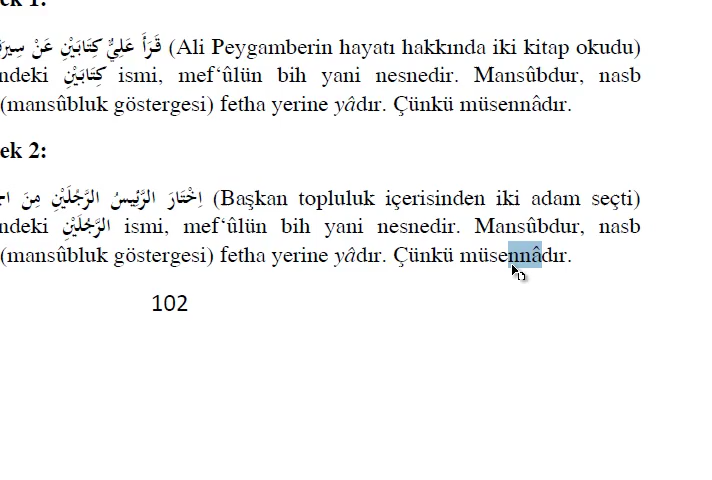 ek 1:
قَرَأَ عَلِيٌّ كِتَابَيْنِ عَنْ (Ali Peygamberin hayatı hakkında iki kitap okudu)
ndeki كِتَابَيْنِ ismi, mef‘ûlün bih yani nesnedir. Mansûbdur, nasb
(mansûbluk göstergesi) fetha yerine yâdır. Çünkü müsennâdır.
ek 2:
اِخْتَارَ الرَّئِيسُ الرَّجُلَيْنِ مِنَ (Başkan topluluk içerisinden iki adam seçti)
ndeki الرَّجُلَيْنِ ismi, mef‘ûlün bih yani nesnedir. Mansûbdur, nasb
(mansûbluk göstergesi) fetha yerine yâdır. Çünkü müsennâdır.
102